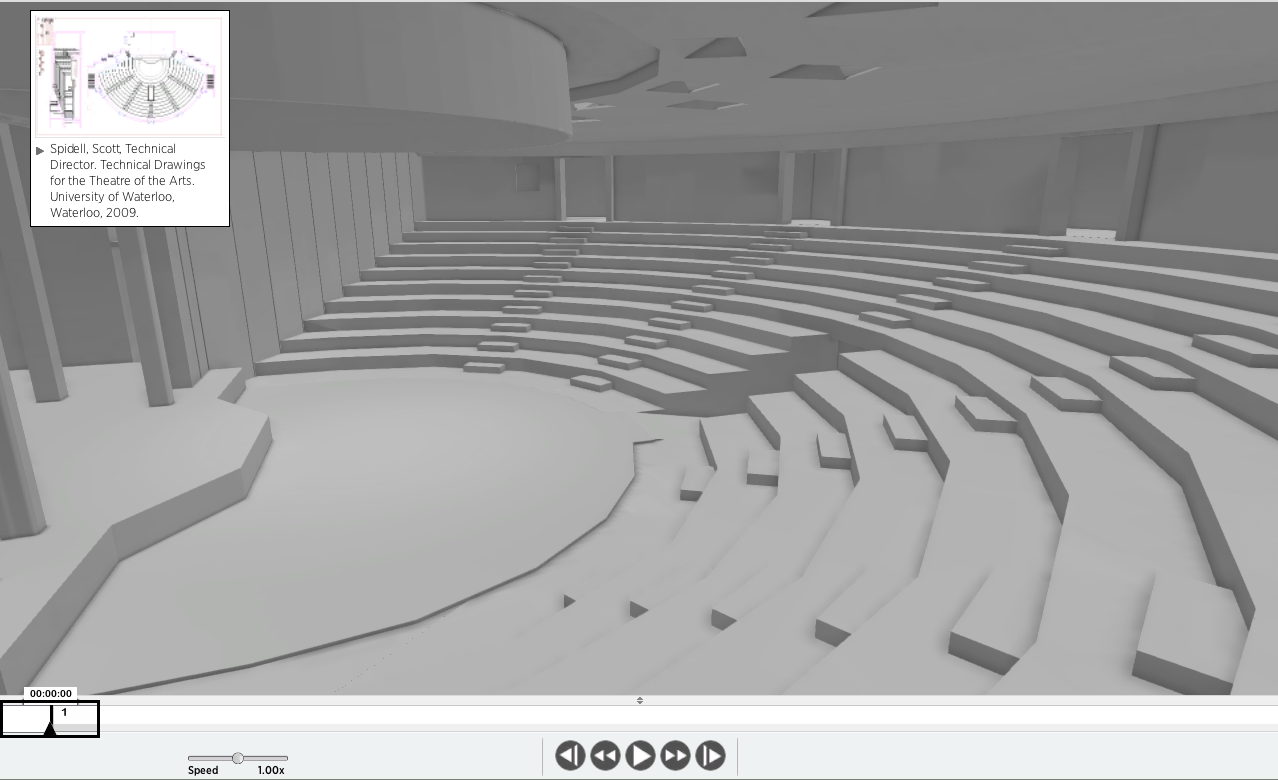 Spidell, Scott, Technical
Director. Technical Drawings
for the Theatre of the Arts.
University of Waterloo,
Waterloo, 2009.
00:00:00
1
Speed 1.00x